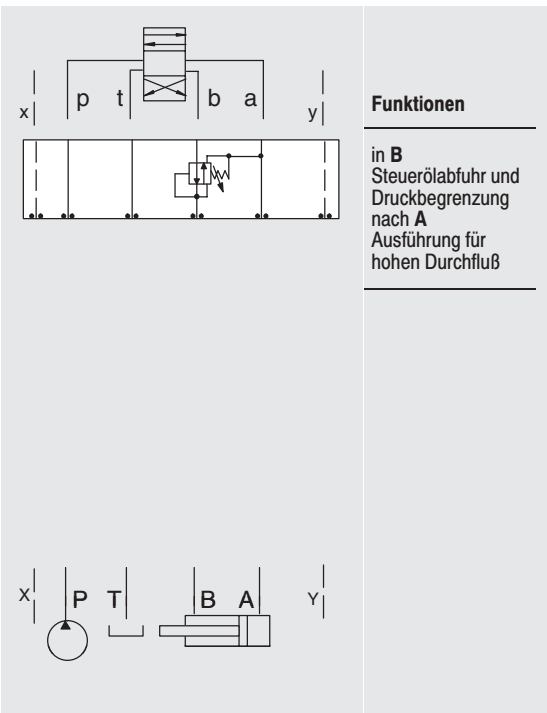 x p t b a y
Funktionen
in B
Steuerölabfuhr und
Druckbegrenzung
nach A
Ausführung für
hohen Durchfluß
X P T B A Y